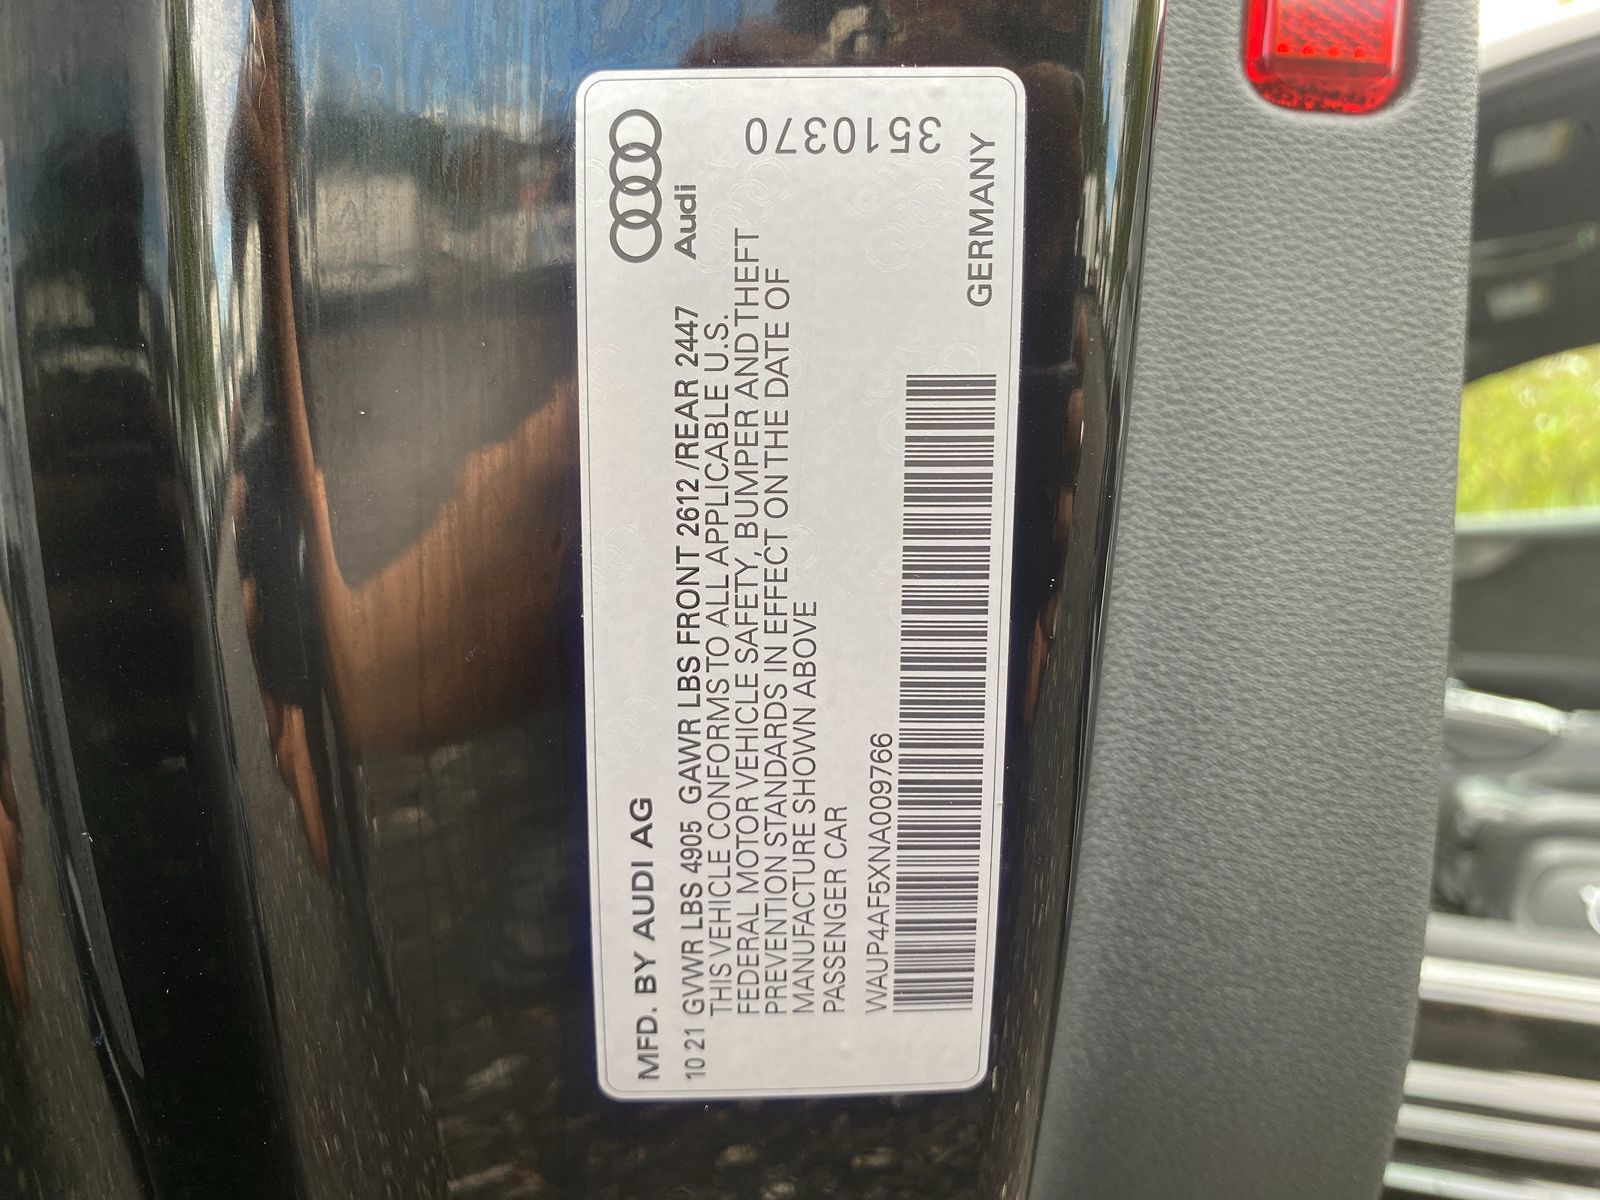 MFD. BY AUDI AG
Audi
10 21 GVWR LBS 4905 GAWR LBS FRONT 2612 /REAR 2447
THIS VEHICLE CONFORMS TO ALL APPLICABLE U.S.
FEDERAL MOTOR VEHICLE SAFETY, BUMPER AND THEFT
PREVENTION STANDARDS IN EFFECT ON THE DATE OF
MANUFACTURE SHOWN ABOVE
PASSENGER CAR
3510370
WAUP4AF5XNA009766
GERMANY